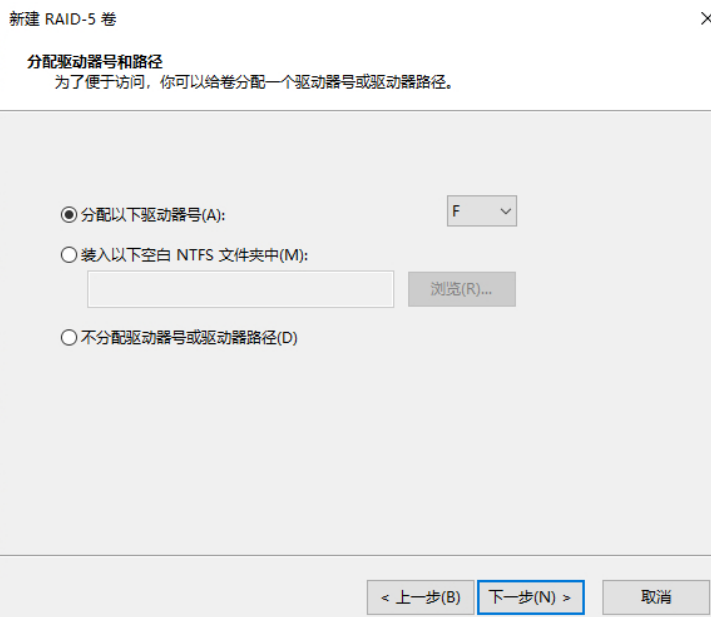 新建 RAID-5 卷
分配驱动器号和路径
为了便于访问，你可以给卷分配一个驱动器号或驱动器路径。
分配以下驱动器号(A):
F
装入以下空白 NTFS 文件夹中(M):
浏览(R)...
不分配驱动器号或驱动器路径(D)
< 上一步(B) 下一步(N) > 取消